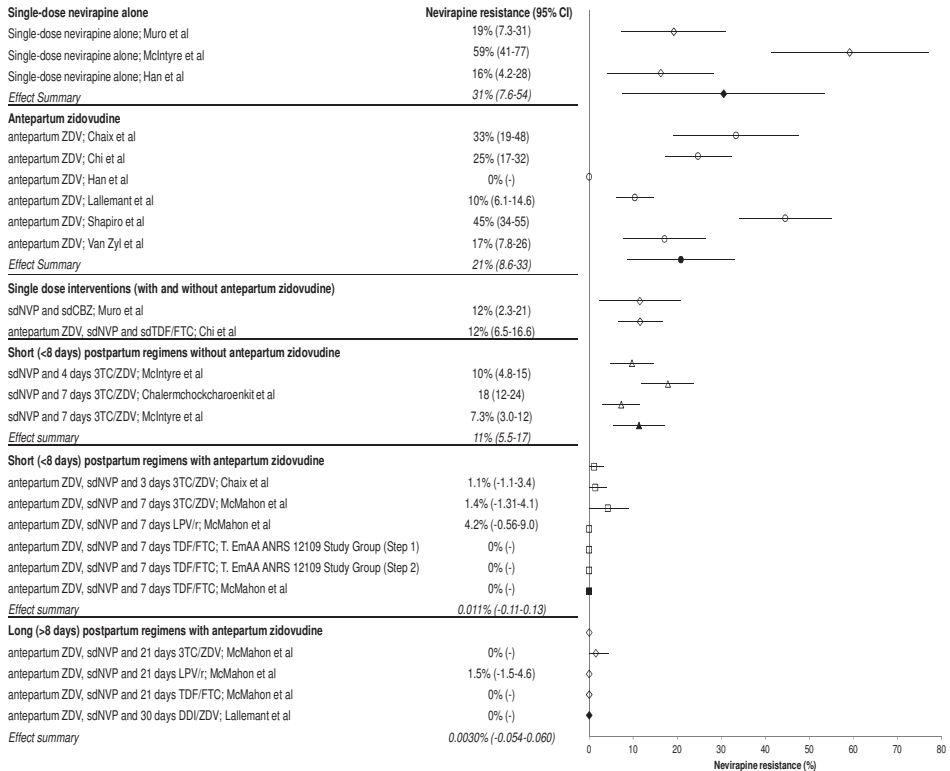 Single-dose nevirapine alone Nevirapine resistance (95% CI)
Single-dose nevirapine alone; Muro et al 19% (7.3-31)
Single-dose nevirapine alone; McIntyre et al 59% (41-77)
Single-dose nevirapine alone; Han et al 16% (4.2-28)
Effect Summary 31% (7.6-54)
Antepartum zidovudine
antepartum ZDV; Chaix et al 33% (19-48)
antepartum ZDV; Chi et al 25% (17-32)
antepartum ZDV; Han et al 0% (-)
antepartum ZDV; Lallemant et al 10% (6.1-14.6)
antepartum ZDV; Shapiro et al 45% (34-55)
antepartum ZDV; Van Zyl et al 17% (7.8-26)
Effect Summary 21% (8.6-33)
Single dose interventions (with and without antepartum zidovudine)
sdNVP and sdCBZ; Muro et al 12% (2.3-21)
antepartum ZDV, sdNVP and sdTDF/FTC; Chi et al 12% (6.5-16.6)
Short (<8 days) postpartum regimens without antepartum zidovudine
sdNVP and 4 days 3TC/ZDV; McIntyre et al 10% (4.8-15)
sdNVP and 7 days 3TC/ZDV; Chalermchockcharoenkit et al 18 (12-24)
sdNVP and 7 days 3TC/ZDV; McIntyre et al 7.3% (3.0-12)
Effect summary 11% (5.5-17)
Short (<8 days) postpartum regimens with antepartum zidovudine
antepartum ZDV, sdNVP and 3 days 3TC/ZDV; Chaix et al 1.1% (-1.1-3.4)
antepartum ZDV, sdNVP and 7 days 3TC/ZDV; McMahon et al 1.4% (-1.31-4.1)
antepartum ZDV, sdNVP and 7 days LPV/r; McMahon et al 4.2% (-0.56-9.0)
antepartum ZDV, sdNVP and 7 days TDF/FTC; T. EmAA ANRS 12109 Study Group (Step 1) 0% (-)
antepartum ZDV, sdNVP and 7 days TDF/FTC; T. EmAA ANRS 12109 Study Group (Step 2) 0% (-)
antepartum ZDV, sdNVP and 7 days TDF/FTC; McMahon et al 0% (-)
Effect summary 0.011% (-0.11-0.13)
Long (>8 days) postpartum regimens with antepartum zidovudine
antepartum ZDV, sdNVP and 21 days 3TC/ZDV; McMahon et al 0% (-)
antepartum ZDV, sdNVP and 21 days LPV/r; McMahon et al 1.5% (-1.5-4.6)
antepartum ZDV, sdNVP and 21 days TDF/FTC; McMahon et al 0% (-)
antepartum ZDV, sdNVP and 30 days DDI/ZDV; Lallemant et al 0% (-)
Effect summary 0.0030% (-0.054-0.060)
0 10 20 30 40 50 60 70 80
Nevirapine resistance (%)